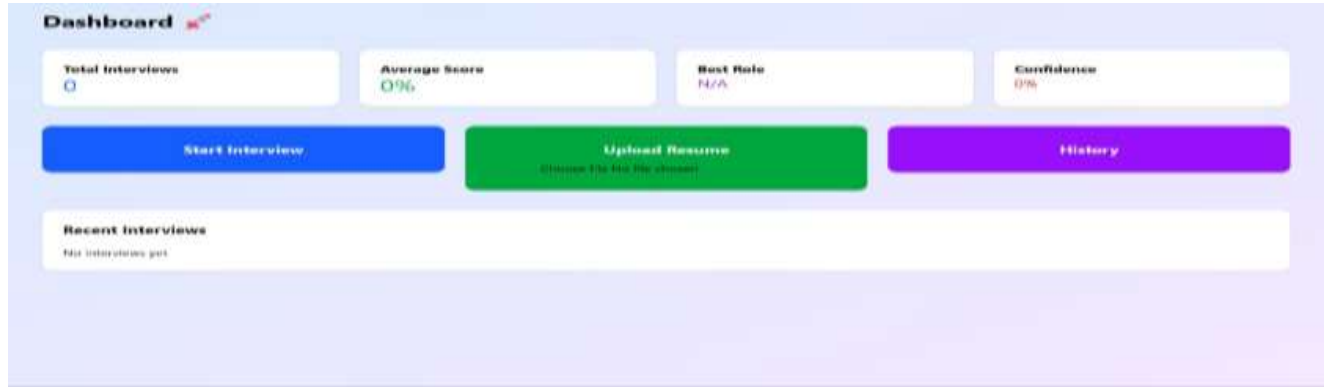 Dashboard 🚀
Total Interviews
0
Average Score
0%
Best Role
N/A
Confidence
0%
Start Interview
Upload Resume
Choose File No file chosen
History
Recent Interviews
No interviews yet